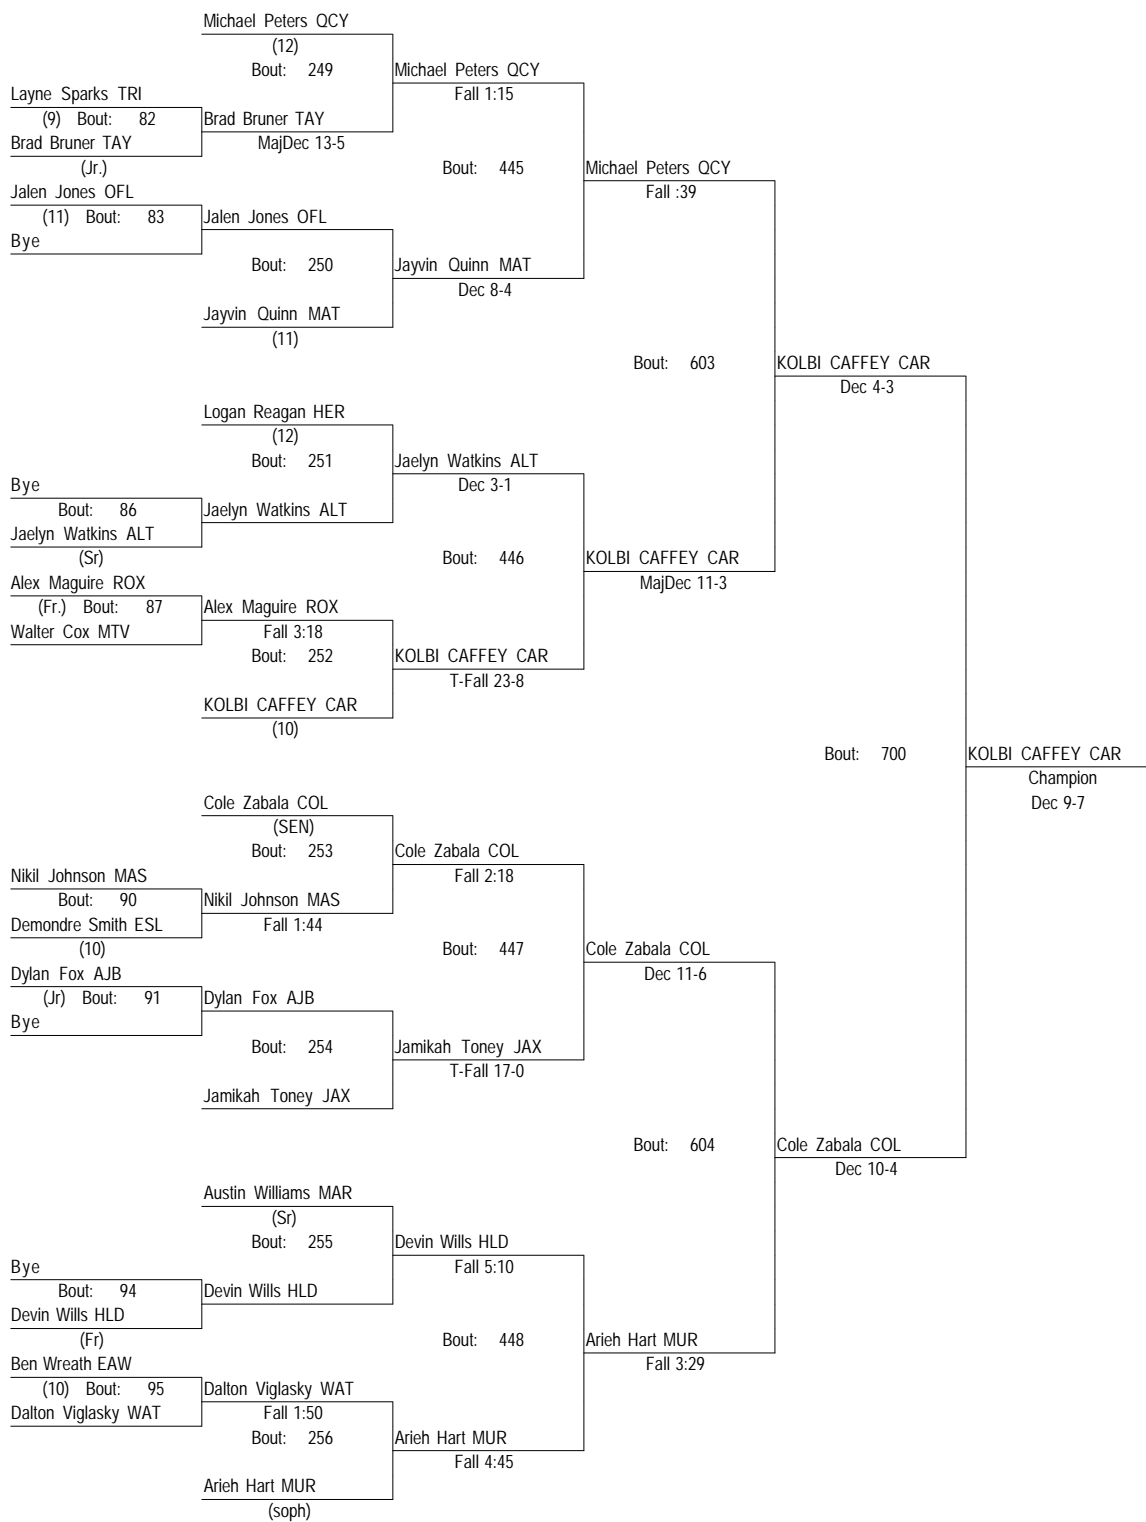 Michael Peters QCY
(12)
Bout: 249
Michael Peters QCY
Fall 1:15
Layne Sparks TRI
(9) Bout: 82
Brad Bruner TAY
Brad Bruner TAY
MajDec 13-5
(Jr.)
Bout: 445
Michael Peters QCY
Fall :39
Jalen Jones OFL
(11) Bout: 83
Jalen Jones OFL
Bye
Bout: 250
Jayvin Quinn MAT
Dec 8-4
Jayvin Quinn MAT
(11)
Bout: 603
KOLBI CAFFEY CAR
Dec 4-3
Logan Reagan HER
(12)
Bout: 251
Jaelyn Watkins ALT
Dec 3-1
Bye
Bout: 86
Jaelyn Watkins ALT
Jaelyn Watkins ALT
(Sr)
Bout: 446
KOLBI CAFFEY CAR
MajDec 11-3
Alex Maguire ROX
(Fr.) Bout: 87
Alex Maguire ROX
Walter Cox MTV
Fall 3:18
Bout: 252
KOLBI CAFFEY CAR
T-Fall 23-8
KOLBI CAFFEY CAR
(10)
Bout: 700
KOLBI CAFFEY CAR
Champion
Dec 9-7
Cole Zabala COL
(SEN)
Bout: 253
Cole Zabala COL
Fall 2:18
Nikil Johnson MAS
Bout: 90
Nikil Johnson MAS
Demondre Smith ESL
Fall 1:44
(10)
Bout: 447
Cole Zabala COL
Dec 11-6
Dylan Fox AJB
(Jr) Bout: 91
Dylan Fox AJB
Bye
Bout: 254
Jamikah Toney JAX
T-Fall 17-0
Jamikah Toney JAX
Bout: 604
Cole Zabala COL
Dec 10-4
Austin Williams MAR
(Sr)
Bout: 255
Devin Wills HLD
Fall 5:10
Bye
Bout: 94
Devin Wills HLD
Devin Wills HLD
(Fr)
Bout: 448
Arieh Hart MUR
Fall 3:29
Ben Wreath EAW
(10) Bout: 95
Dalton Viglasky WAT
Dalton Viglasky WAT
Fall 1:50
Bout: 256
Arieh Hart MUR
Fall 4:45
Arieh Hart MUR
(soph)